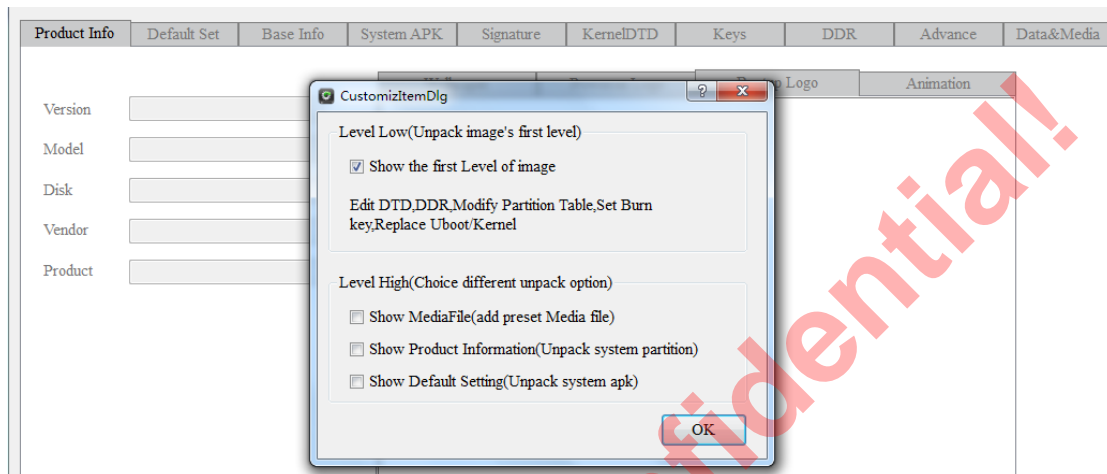 Product Info Default Set Base Info System APK Signature KernelDTD Keys DDR Advance Data&Media
Logo Animation
CustomizItemDlg
Version
Model
Disk
Vendor
Product
Level Low(Unpack image's first level)
Show the first Level of image
Edit DTD,DDR,Modify Partition Table,Set Burn
key,Replace Uboot/Kernel
Level High(Choice different unpack option)
Show MediaFile(add preset Media file)
Show Product Information(Unpack system partition)
Show Default Setting(Unpack system apk)
OK
fidential!